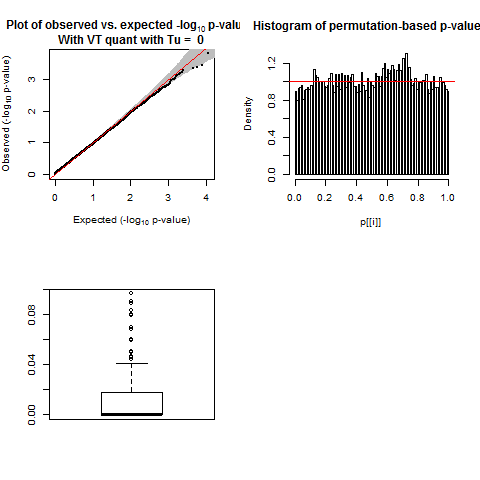 Plot of observed vs. expected -log10 p-valu
With VT quant with Tu = 0
Observed (-log10 p-value)
3
2
1
0
0 1 2 3 4
Expected (-log10 p-value)
Histogram of permutation-based p-value
Density
1.2
0.8
0.4
0.0
0.0 0.2 0.4 0.6 0.8 1.0
p[[i]]
0.08
0.04
0.00